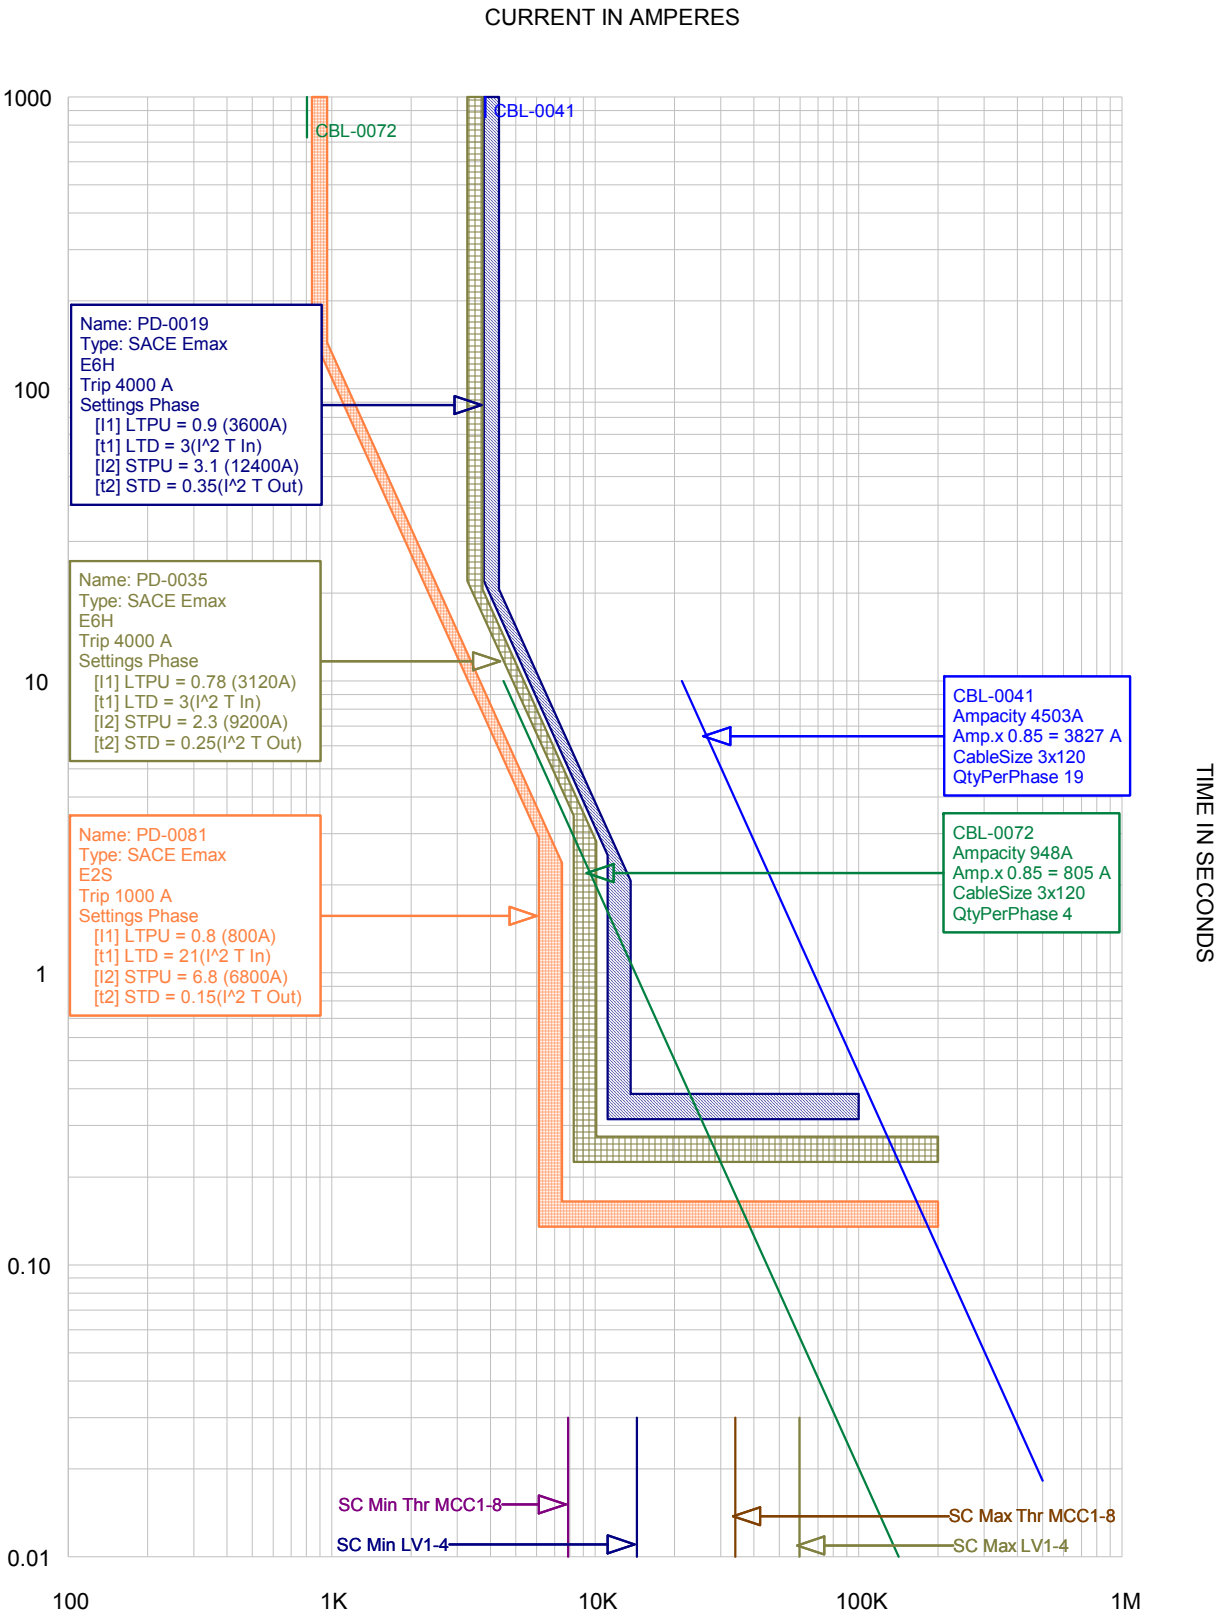 CURRENT IN AMPERES
1000
CBL-0072
CBL-0041
Name: PD-0019
Type: SACE Emax
E6H
Trip 4000 A
Settings Phase
[I1] LTPU = 0.9 (3600A)
[t1] LTD = 3(I^2 T In)
[I2] STPU = 3.1 (12400A)
[t2] STD = 0.35(I^2 T Out)
100
Name: PD-0035
Type: SACE Emax
E6H
Trip 4000 A
Settings Phase
[I1] LTPU = 0.78 (3120A)
[t1] LTD = 3(I^2 T In)
[I2] STPU = 2.3 (9200A)
[t2] STD = 0.25(I^2 T Out)
10
CBL-0041
Ampacity 4503A
Amp.x 0.85 = 3827 A
CableSize 3x120
QtyPerPhase 19
CBL-0072
Ampacity 948A
Amp.x 0.85 = 805 A
CableSize 3x120
QtyPerPhase 4
TIME IN SECONDS
Name: PD-0081
Type: SACE Emax
E2S
Trip 1000 A
Settings Phase
[I1] LTPU = 0.8 (800A)
[t1] LTD = 21(I^2 T In)
[I2] STPU = 6.8 (6800A)
[t2] STD = 0.15(I^2 T Out)
1
0.10
SC Min Thr MCC1-8
SC Max Thr MCC1-8
SC Min LV1-4
SC Max LV1-4
0.01
100
1K
10K
100K
1M